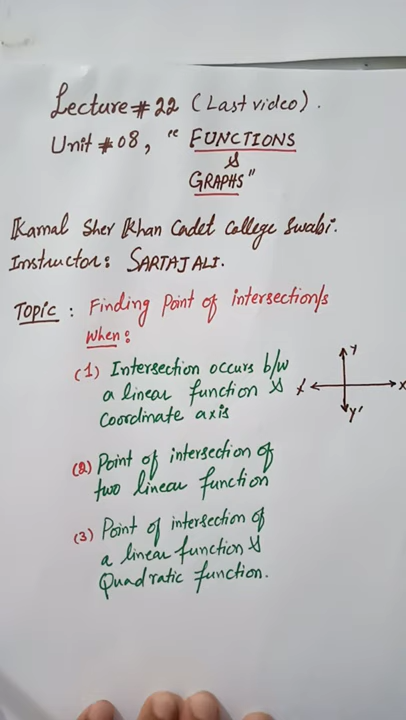 Lecture # 22 (Last video).
Unit # 08, "FUNCTIONS
&
GRAPHS"
Karnal Sher Khan Cadet College Swabi.
Instructor: SARTAJ ALI.
Topic: Finding Point of intersection/s
When:
(1) Intersection occurs b/w
a linear function &
Coordinate axis
Y
X' X
Y'
(2) Point of intersection of
two linear function
(3) Point of intersection of
a linear function &
Quadratic function.